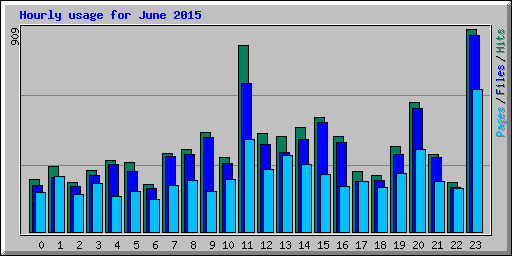 Hourly usage for June 2015
909
Pages / Files / Hits
0 1 2 3 4 5 6 7 8 9 10 11 12 13 14 15 16 17 18 19 20 21 22 23